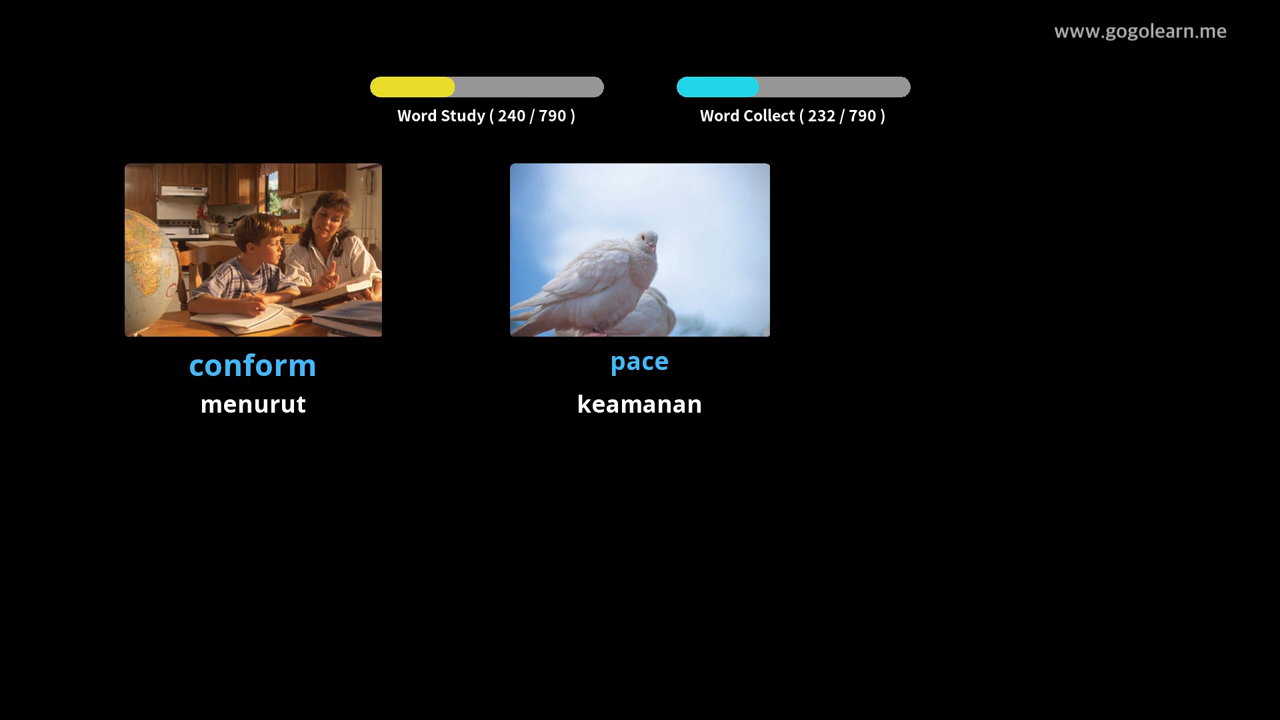 www.gogolearn.me
Word Study ( 240 / 790 )
Word Collect ( 232 / 790 )
conform
menurut
pace
keamanan